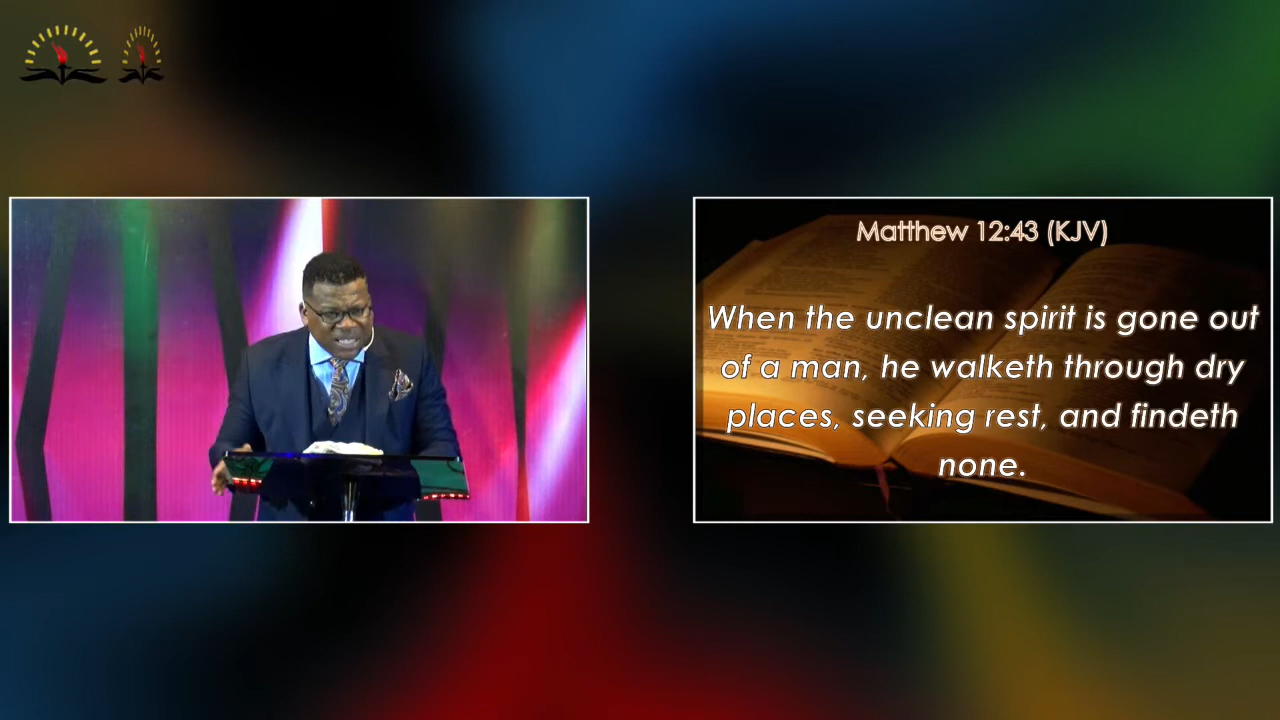 Matthew 12:43 (KJV)
When the unclean spirit is gone out
of a man, he walketh through dry
places, seeking rest, and findeth
none.